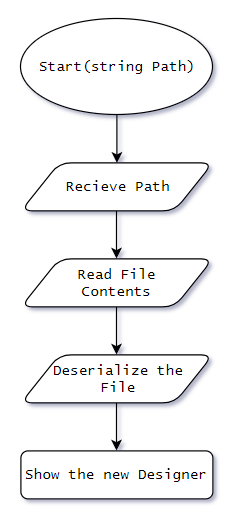 Start(string Path)
Recieve Path
Read File
Contents
Deserialize the
File
Show the new Designer